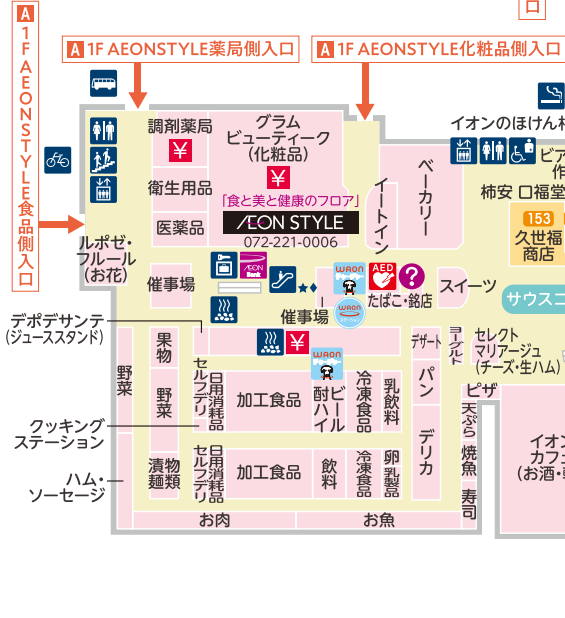 口
A 1F AEONSTYLE食品側入口
A 1F AEONSTYLE薬局側入口
A 1F AEONSTYLE化粧品側入口
調剤薬局
¥
グラム
ビューティーク
(化粧品)
¥
イオンのほけん
衛生用品
「食と美と健康のフロア」
ÆON STYLE
072-221-0006
医薬品
イートイン
ベーカリー
ビア
作
柿安 口福堂
153
久世福
商店
ルポゼ・
フルール
(お花)
催事場
ÆON
Bank
催事場
WAON
WAON
AED
?
たばこ・銘店
スイーツ
サウスコ
デポデサンテ
(ジューススタンド)
¥
WAON
果物
デザート
ヨーグルト
セレクト
マリアージュ
(チーズ・生ハム)
野菜
野菜
セルフデリ
日用消耗品
加工食品
ビール
酎ハイ
冷凍食品
乳飲料
パン
ピザ
クッキング
ステーション
天ぷら
焼魚
寿司
ハム・
ソーセージ
漬物
麺類
セルフデリ
日用消耗品
加工食品
飲料
冷凍食品
卵
乳製品
デリカ
イオン
カフェ
(お酒・
お肉
お魚